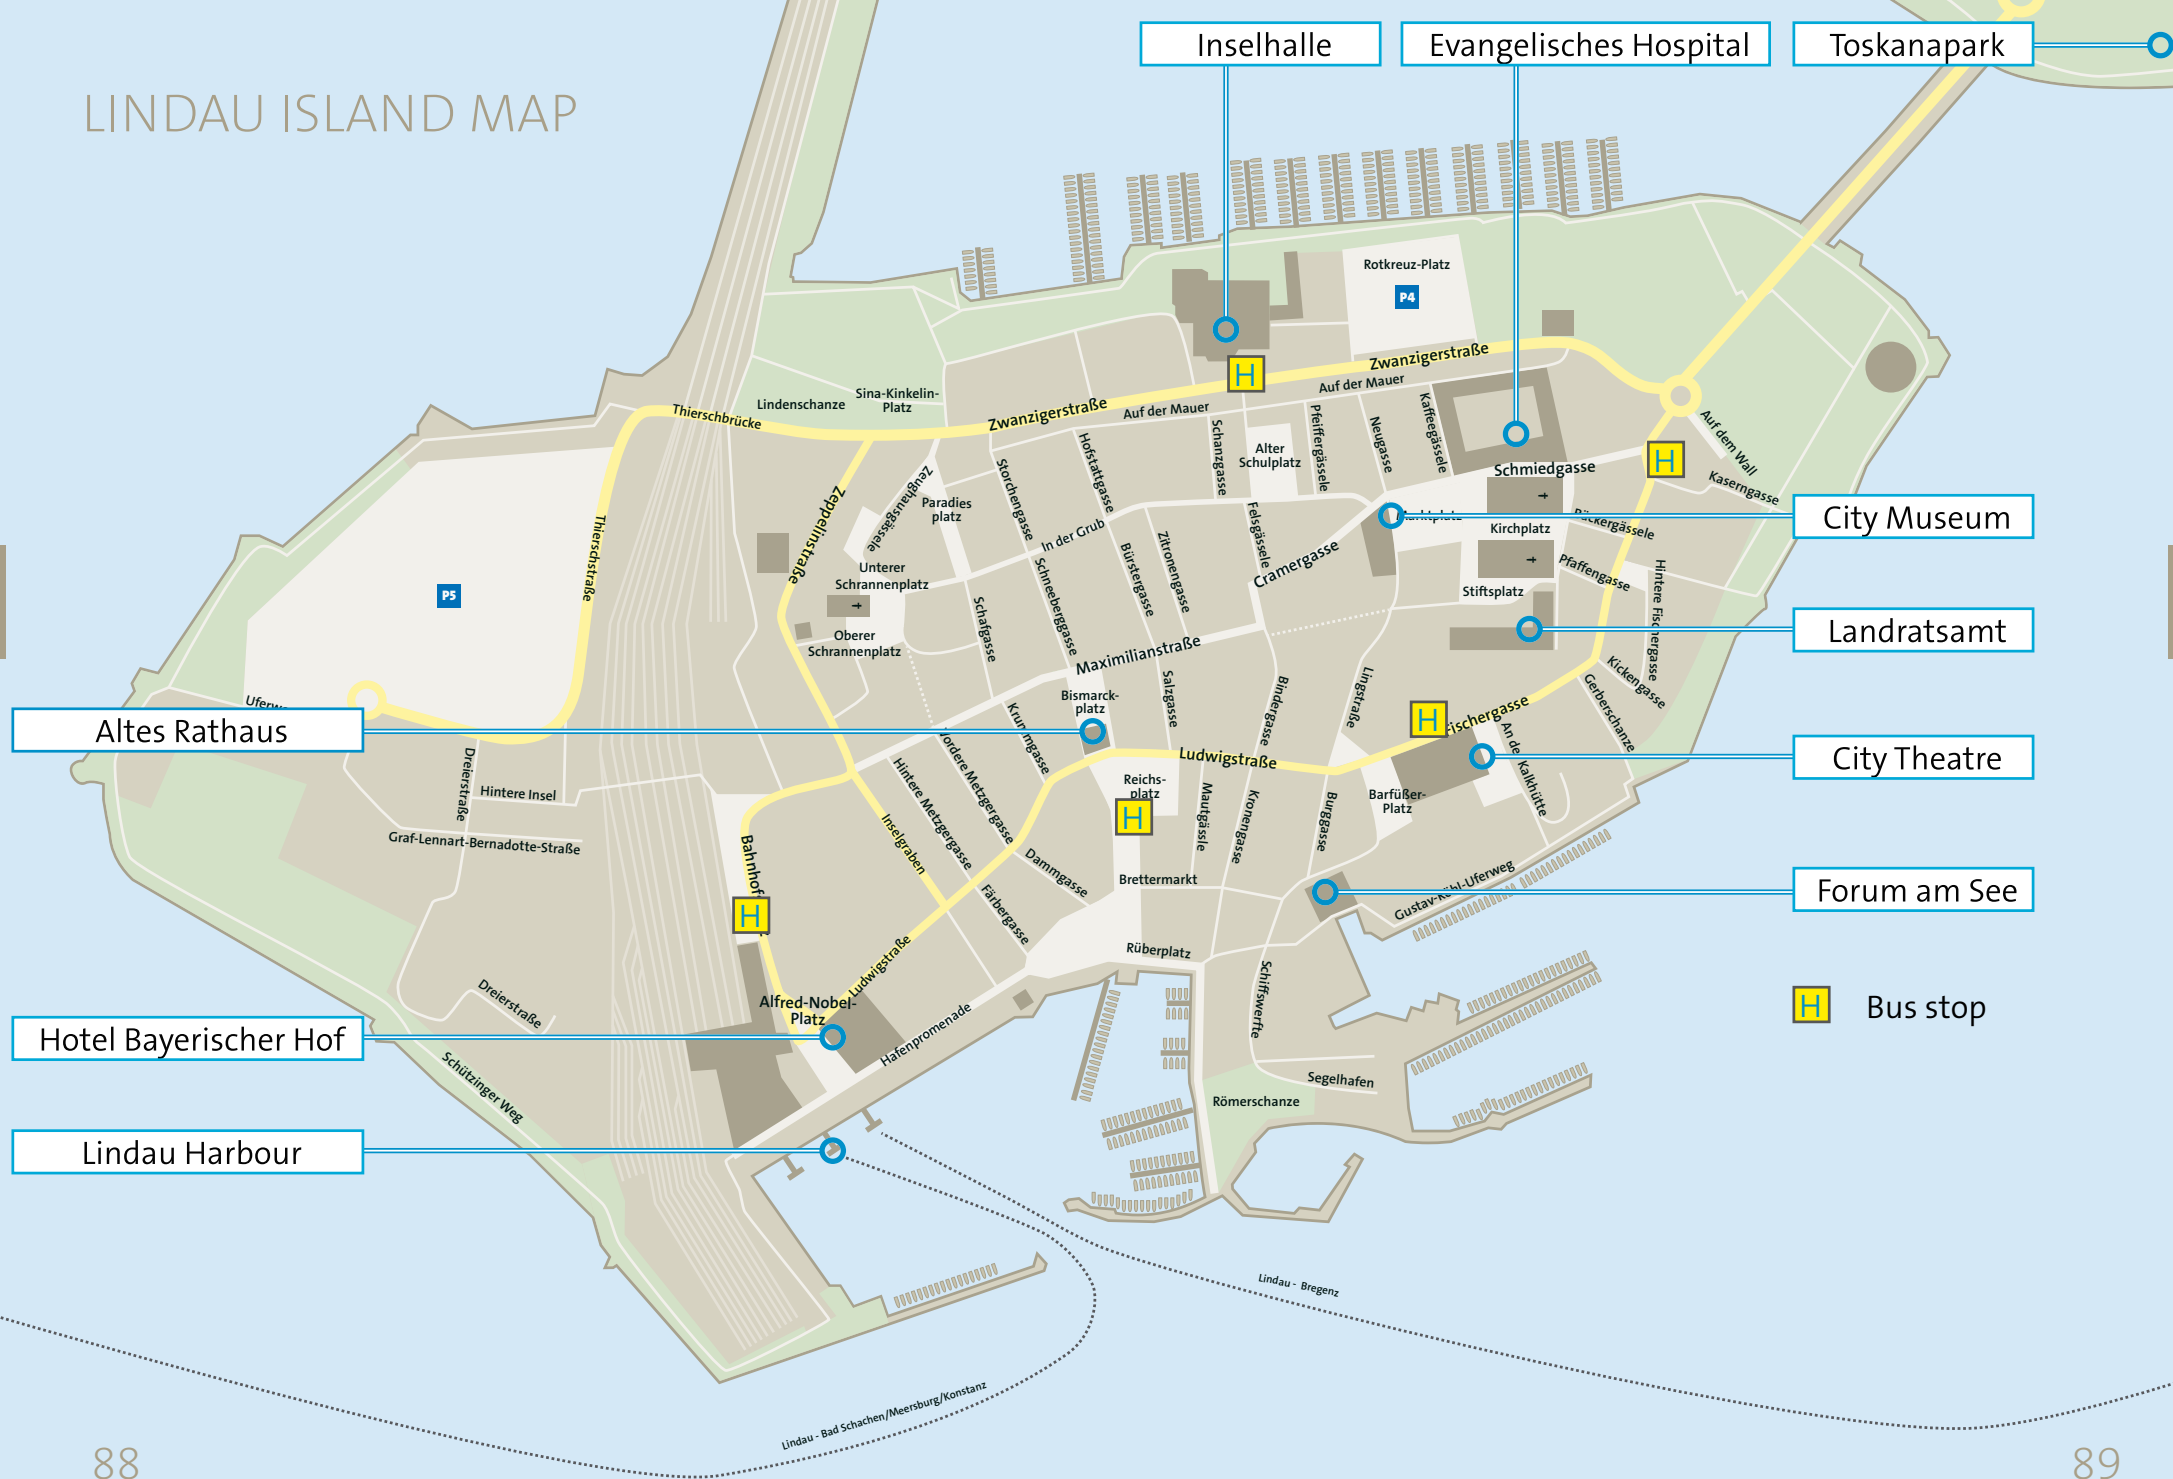 Inselhalle
Evangelisches Hospital
Toskanapark
LINDAU ISLAND MAP
Rotkreuz-Platz
P4
Zwanzigerstraße
H
Auf der Mauer
Sina-Kinkelin-
Platz
Lindenschanze
Thierschbrücke
Zwanzigerstraße
Auf der Mauer
Pfeiffergässele
Neugasse
Kaffeegässele
Auf dem Wall
Schanzgasse
Alter
Schulplatz
Hofstattgasse
Storchengasse
Zeughausgässele
Schmiedgasse
H
Kaserngasse
Paradies
platz
Zeppelinstraße
Thierschstraße
In der Grub
Felsgässele
Marktplatz
Kirchplatz
Bäckergässele
City Museum
Cramergasse
Zitronengasse
Bürstergasse
Schneeberggasse
Unterer
Schrannenplatz
Pfaffengasse
Stiftsplatz
Hintere Fischergasse
P5
Schafgasse
Oberer
Schrannenplatz
Maximilianstraße
Landratsamt
Kickengasse
Gerberschanze
Lingstraße
Bindergasse
Salzgasse
Bismarck-
platz
Krummgasse
Altes Rathaus
H
Fischergasse
An der Kalkhütte
City Theatre
Ludwigstraße
Vordere Metzgergasse
Hintere Metzgergasse
Reichs-
platz
H
Dreierstraße
Hintere Insel
Mautgässle
Kronengasse
Burggasse
Barfüßer-
Platz
Graf-Lennart-Bernadotte-Straße
Inselgraben
Dammgasse
Brettermarkt
Färbergasse
H
Gustav-Röhl-Uferweg
Forum am See
Ludwigstraße
Rüberplatz
Schiffswerfte
Dreierstraße
Alfred-Nobel-
Platz
H
Bus stop
Hotel Bayerischer Hof
Hafenpromenade
Schützinger Weg
Segelhafen
Römerschanze
Lindau Harbour
Lindau - Bregenz
Lindau - Bad Schachen/Meersburg/Konstanz
88
89